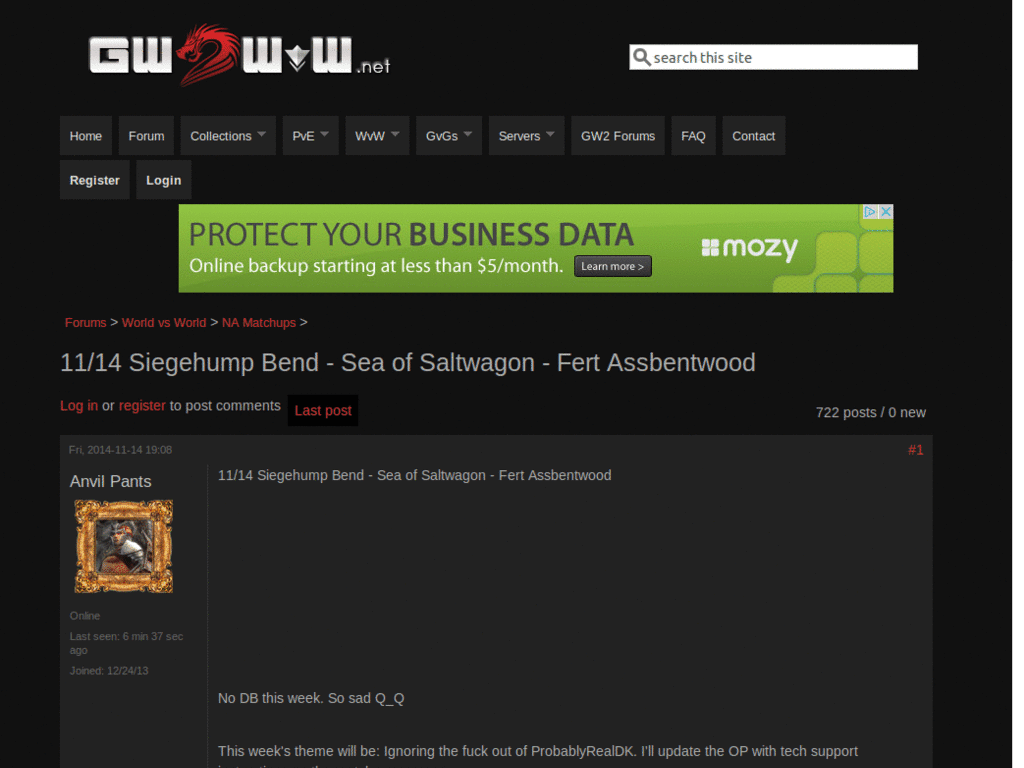 GW2WvW.net
search this site
Home Forum Collections PvE WvW GvGs Servers GW2 Forums FAQ Contact
Register Login
PROTECT YOUR BUSINESS DATA
Online backup starting at less than $5/month. Learn more >
mozy
Forums > World vs World > NA Matchups >
11/14 Siegehump Bend - Sea of Saltwagon - Fert Assbentwood
Log in or register to post comments Last post
722 posts / 0 new
Fri, 2014-11-14 19:08
#1
Anvil Pants
11/14 Siegehump Bend - Sea of Saltwagon - Fert Assbentwood
Online
Last seen: 6 min 37 sec
ago
Joined: 12/24/13
No DB this week. So sad Q_Q
This week's theme will be: Ignoring the fuck out of ProbablyRealDK. I'll update the OP with tech support